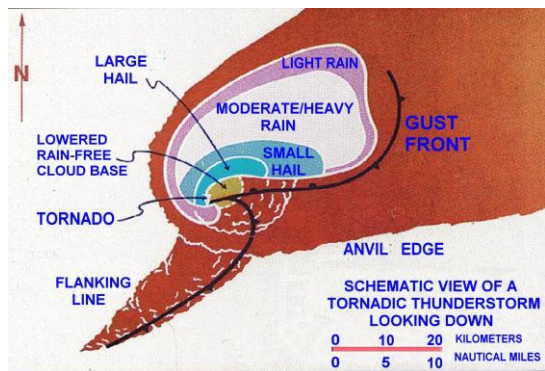 N
LARGE
HAIL
LIGHT RAIN
MODERATE/HEAVY
RAIN
GUST
FRONT
LOWERED
RAIN-FREE
CLOUD BASE
SMALL
HAIL
TORNADO
ANVIL EDGE
FLANKING
LINE
SCHEMATIC VIEW OF A
TORNADIC THUNDERSTORM
LOOKING DOWN
0 10 20 KILOMETERS
0 5 10 NAUTICAL MILES